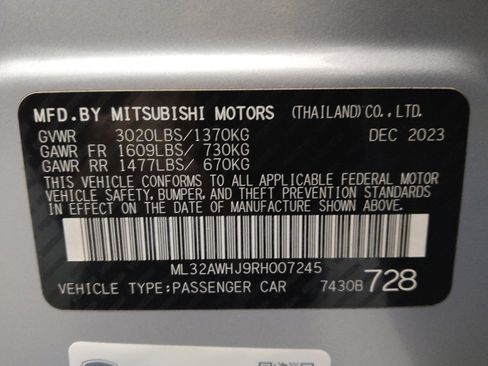 MFD.BY MITSUBISHI MOTORS (THAILAND)CO.,LTD.
GVWR 3020LBS/1370KG DEC 2023
GAWR FR 1609LBS/ 730KG
GAWR RR 1477LBS/ 670KG
THIS VEHICLE CONFORMS TO ALL APPLICABLE FEDERAL MOTOR
VEHICLE SAFETY, BUMPER, AND THEFT PREVENTION STANDARDS
IN EFFECT ON THE DATE OF MANUFACTURE SHOWN ABOVE.
ML32AWHJ9RH007245
VEHICLE TYPE:PASSENGER CAR 7430B 728